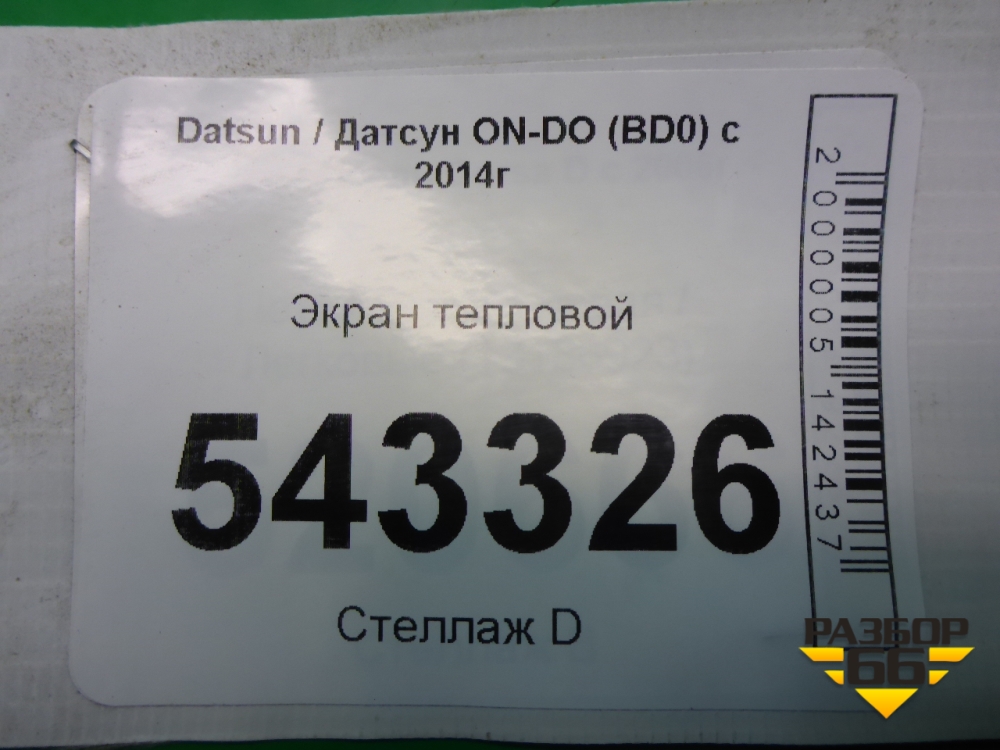 Datsun / Датсун ON-DO (BD0) с
2014г
Экран тепловой
543326
Стеллаж D
2000005142437
РАЗБОР
66